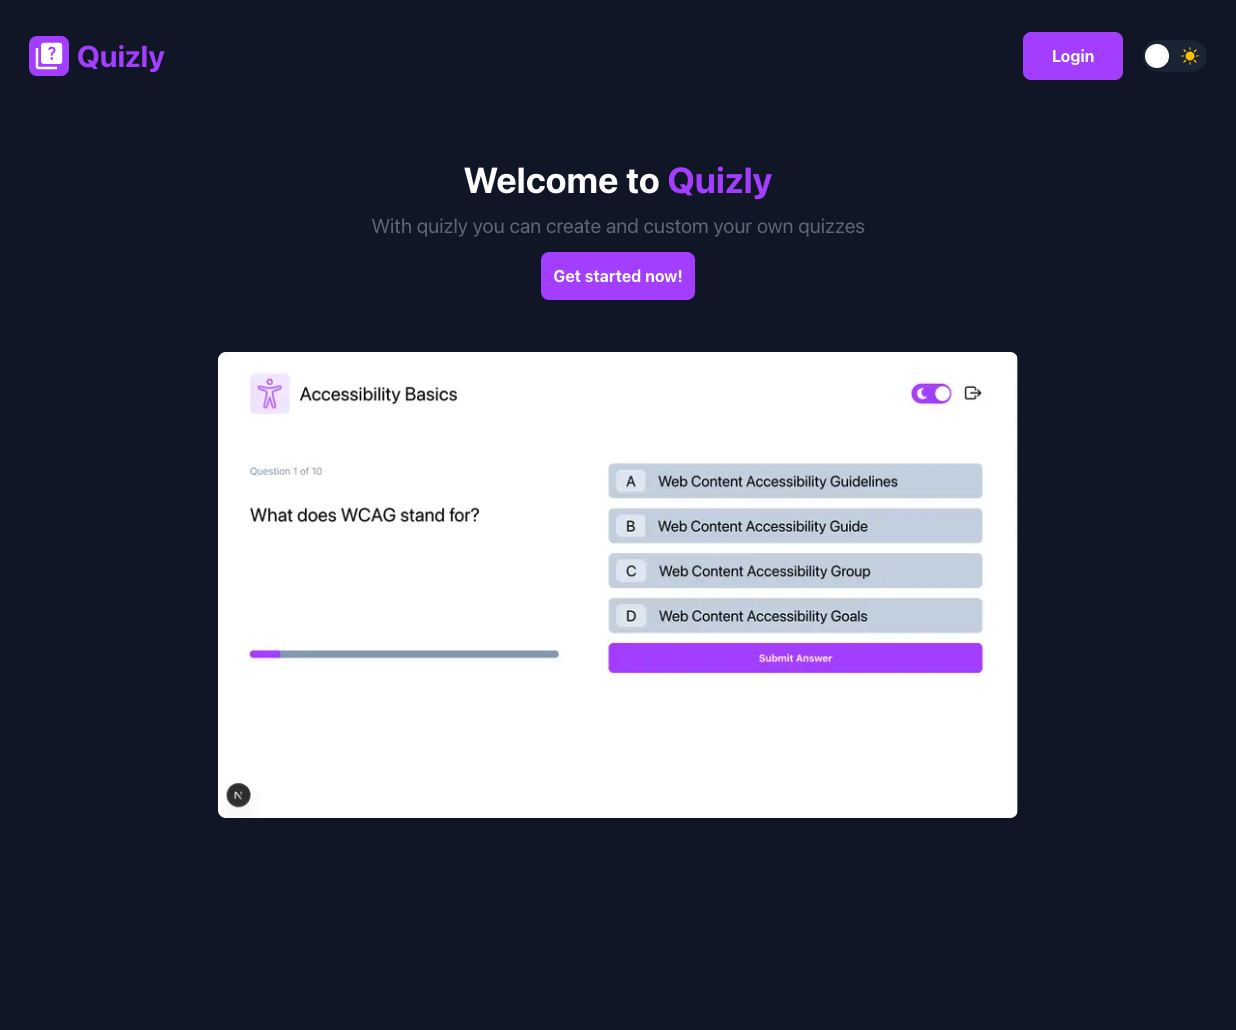 ?
Quizly
Login
Welcome to Quizly
With quizly you can create and custom your own quizzes
Get started now!
Accessibility Basics
Question 1 of 10
What does WCAG stand for?
A Web Content Accessibility Guidelines
B Web Content Accessibility Guide
C Web Content Accessibility Group
D Web Content Accessibility Goals
Submit Answer
N